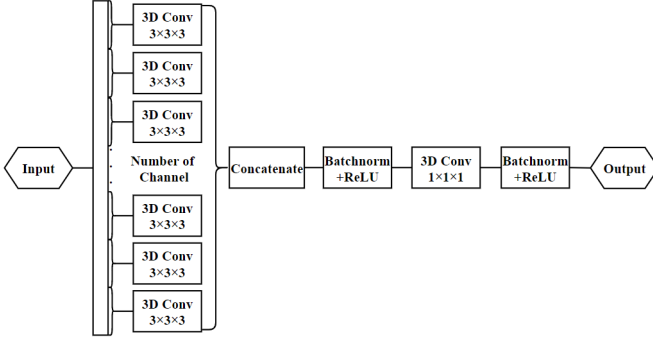 3D Conv
3×3×3
3D Conv
3×3×3
3D Conv
3×3×3
Input
Number of
Channel
Concatenate
Batchnorm
+ReLU
3D Conv
1×1×1
Batchnorm
+ReLU
Output
3D Conv
3×3×3
3D Conv
3×3×3
3D Conv
3×3×3